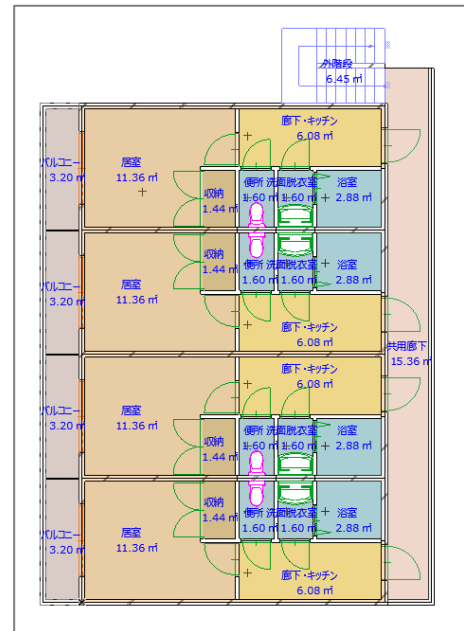 外階段
6.45 ㎡
廊下・キッチン
6.08 ㎡
バルコニー
3.20 ㎡
居室
11.36 ㎡
収納
1.44 ㎡
便所
1.60 ㎡
洗面脱衣室
1.60 ㎡
浴室
2.88 ㎡
バルコニー
3.20 ㎡
居室
11.36 ㎡
収納
1.44 ㎡
便所
1.60 ㎡
洗面脱衣室
1.60 ㎡
浴室
2.88 ㎡
廊下・キッチン
6.08 ㎡
共用廊下
15.36 ㎡
廊下・キッチン
6.08 ㎡
バルコニー
3.20 ㎡
居室
11.36 ㎡
収納
1.44 ㎡
便所
1.60 ㎡
洗面脱衣室
1.60 ㎡
浴室
2.88 ㎡
バルコニー
3.20 ㎡
居室
11.36 ㎡
収納
1.44 ㎡
便所
1.60 ㎡
洗面脱衣室
1.60 ㎡
浴室
2.88 ㎡
廊下・キッチン
6.08 ㎡